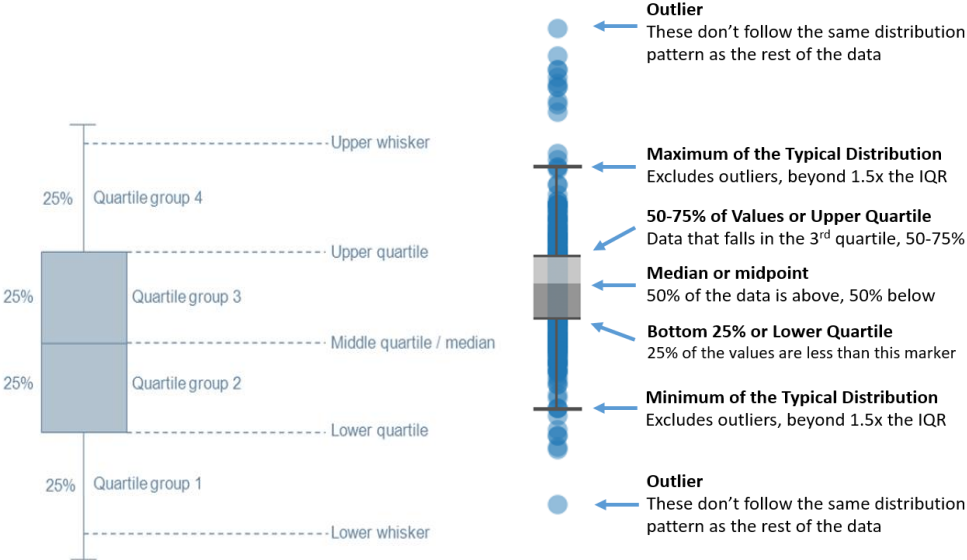 Upper whisker
25% Quartile group 4
Upper quartile
25% Quartile group 3
Middle quartile / median
25% Quartile group 2
Lower quartile
25% Quartile group 1
Lower whisker
Outlier
These don't follow the same distribution
pattern as the rest of the data
Maximum of the Typical Distribution
Excludes outliers, beyond 1.5x the IQR
50-75% of Values or Upper Quartile
Data that falls in the 3rd quartile, 50-75%
Median or midpoint
50% of the data is above, 50% below
Bottom 25% or Lower Quartile
25% of the values are less than this marker
Minimum of the Typical Distribution
Excludes outliers, beyond 1.5x the IQR
Outlier
These don't follow the same distribution
pattern as the rest of the data